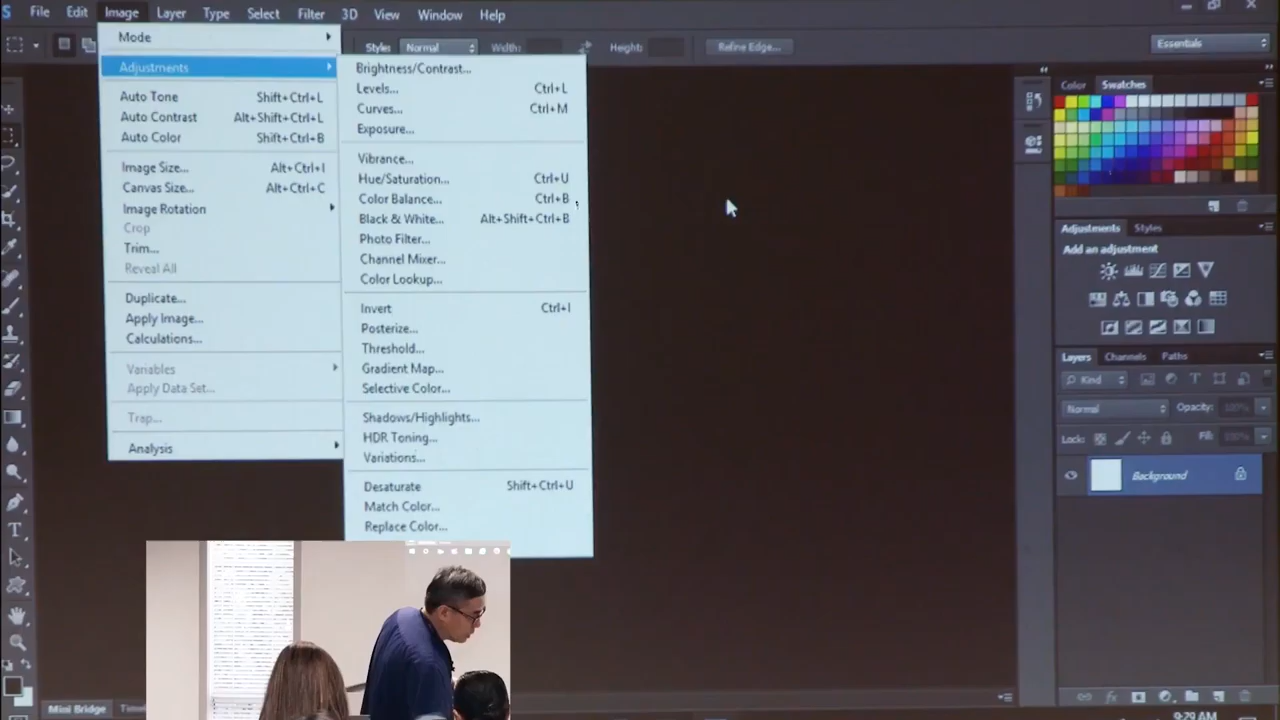 File Edit Image Layer Type Select Filter 3D View Window Help
Style: Normal Width: Height: Refine Edge... Essentials
Mode
Adjustments
Auto Tone Shift+Ctrl+L
Auto Contrast Alt+Shift+Ctrl+L
Auto Color Shift+Ctrl+B
Image Size... Alt+Ctrl+I
Canvas Size... Alt+Ctrl+C
Image Rotation
Crop
Trim...
Reveal All
Duplicate...
Apply Image...
Calculations...
Variables
Apply Data Set...
Trap...
Analysis
Brightness/Contrast...
Levels... Ctrl+L
Curves... Ctrl+M
Exposure...
Vibrance...
Hue/Saturation... Ctrl+U
Color Balance... Ctrl+B
Black & White... Alt+Shift+Ctrl+B
Photo Filter...
Channel Mixer...
Color Lookup...
Invert Ctrl+I
Posterize...
Threshold...
Gradient Map...
Selective Color...
Shadows/Highlights...
HDR Toning...
Variations...
Desaturate Shift+Ctrl+U
Match Color...
Replace Color...
Color Swatches
Adjustments Styles
Add an adjustment
Layers Channels Paths
Kind
Normal Opacity: 100%
Lock: Fill: 100%
Background
Mini Bridge
9:29 AM